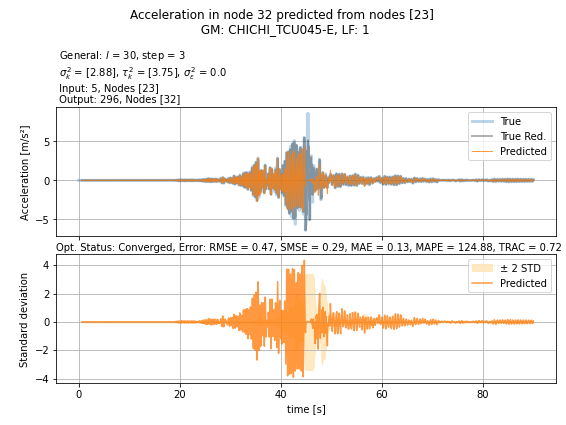 Acceleration in node 32 predicted from nodes [23]
GM: CHICHI_TCU045-E, LF: 1
General: l = 30, step = 3
σ²_k = [2.88], τ²_k = [3.75], σ²_ε = 0.0
Input: 5, Nodes [23]
Output: 296, Nodes [32]
Acceleration [m/s²]
5
0
−5
True
True Red.
Predicted
Opt. Status: Converged, Error: RMSE = 0.47, SMSE = 0.29, MAE = 0.13, MAPE = 124.88, TRAC = 0.72
Standard deviation
4
2
0
−2
−4
± 2 STD
Predicted
0 20 40 60 80
time [s]